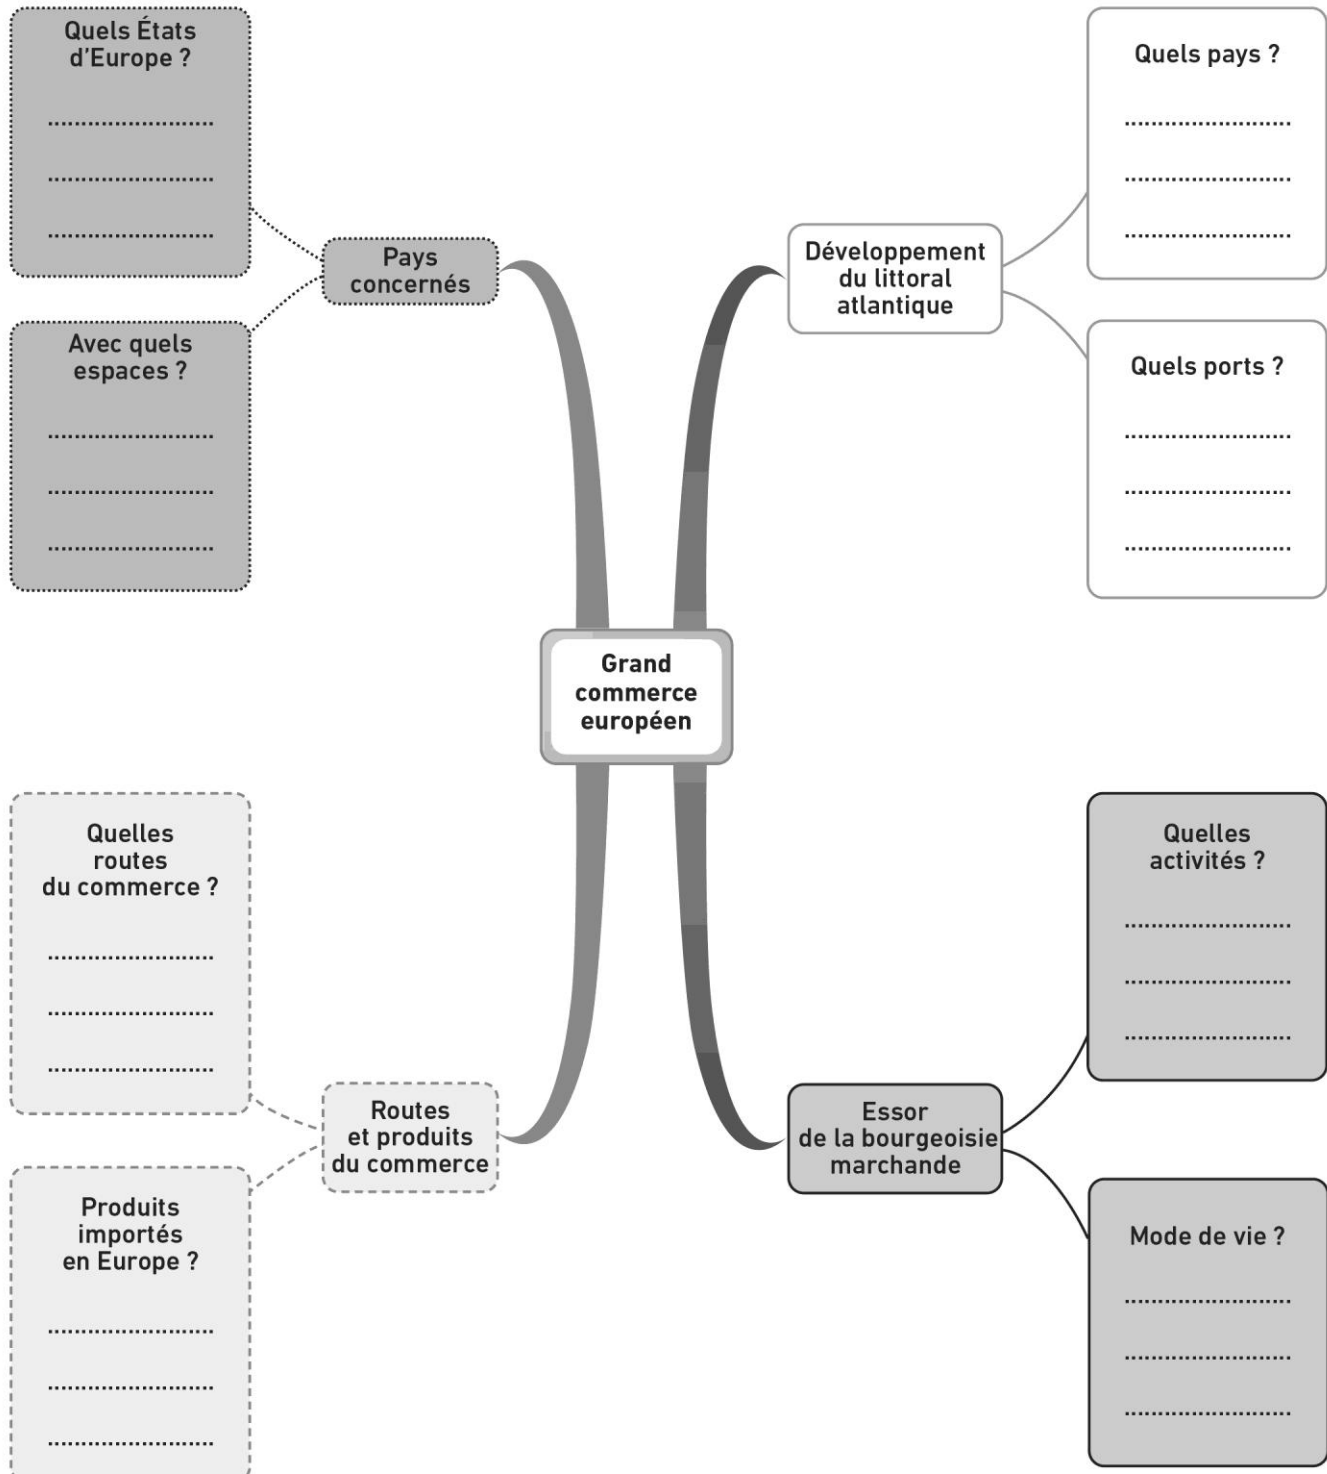 Quels États
d'Europe ?
..........................
..........................
..........................
Pays
concernés
Avec quels
espaces ?
..........................
..........................
..........................
Développement
du littoral
atlantique
Quels pays ?
..........................
..........................
..........................
Quels ports ?
..........................
..........................
..........................
Grand
commerce
européen
Quelles
routes
du commerce ?
..........................
..........................
..........................
Routes
et produits
du commerce
Produits
importés
en Europe ?
..........................
..........................
..........................
Essor
de la bourgeoisie
marchande
Quelles
activités ?
..........................
..........................
..........................
Mode de vie ?
..........................
..........................
..........................